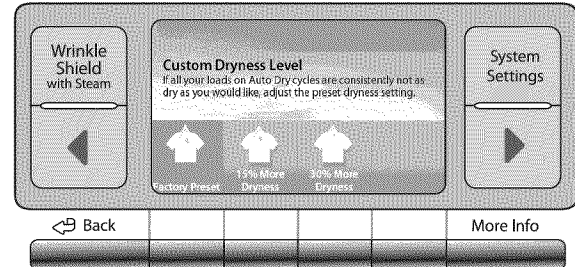 Wrinkle
Shield
with Steam
Custom Dryness Level
If all your loads on Auto Dry cycles are consistently not as
dry as you would like, adjust the preset dryness setting.
System
Settings
Factory Preset
15% More
Dryness
30% More
Dryness
Back
More Info